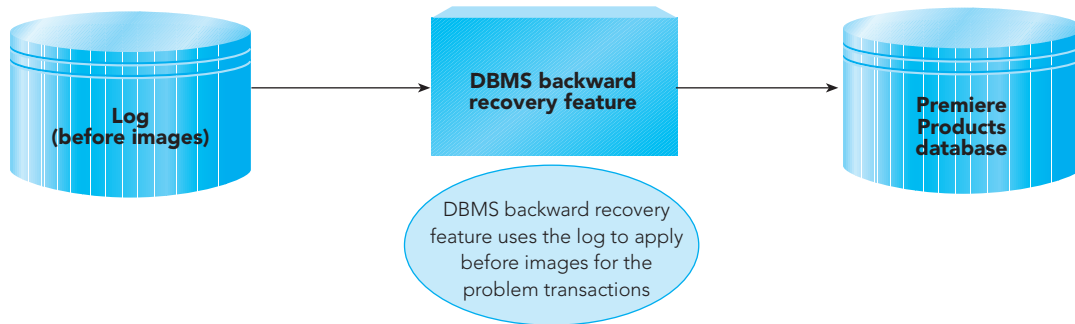 Log
(before images)
DBMS backward
recovery feature
Premiere
Products
database
DBMS backward recovery
feature uses the log to apply
before images for the
problem transactions